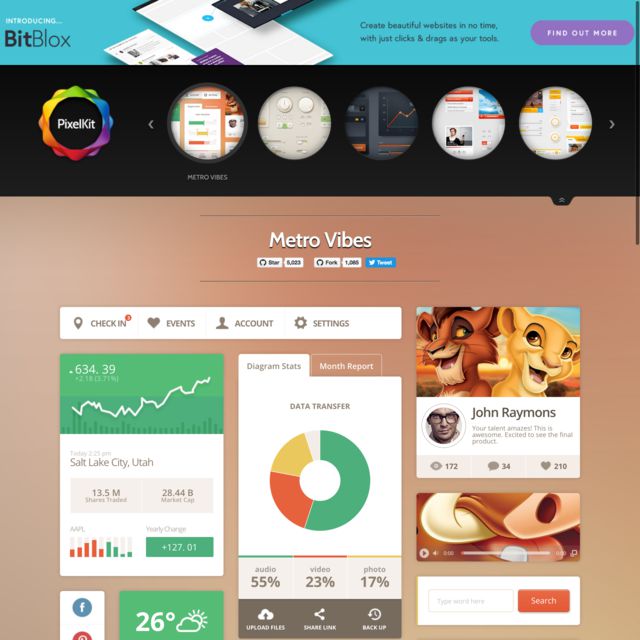 INTRODUCING...
BitBlox
Create beautiful websites in no time,
with just clicks & drags as your tools.
FIND OUT MORE
PixelKit
METRO VIBES
Metro Vibes
Star 5,023 Fork 1,085 Tweet
CHECK IN 3 EVENTS ACCOUNT SETTINGS
634. 39
+2.18 (3.71%)
Today 2:25 pm
Salt Lake City, Utah
13.5 M 28.44 B
Shares Traded Market Cap
AAPL Yearly Change
+127. 01
26°
Diagram Stats Month Report
DATA TRANSFER
audio video photo
55% 23% 17%
UPLOAD FILES SHARE LINK BACK UP
John Raymons
Your talent amazes! This is
awesome. Excited to see the final
product.
172 34 210
0:00 0:00
Type word here Search